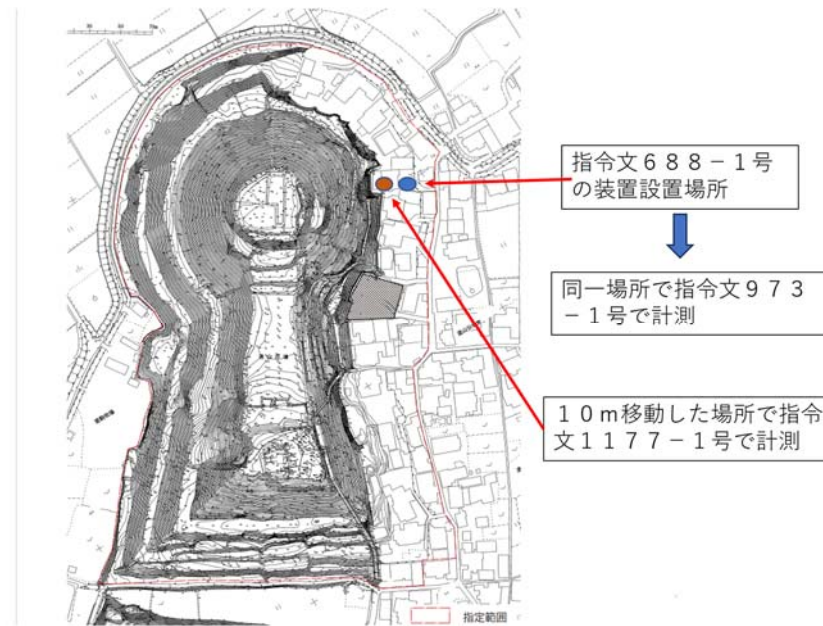 指令文６８８－１号
の装置設置場所
同一場所で指令文９７３
－１号で計測
１０ｍ移動した場所で指令
文１１７７－１号で計測
指定範囲